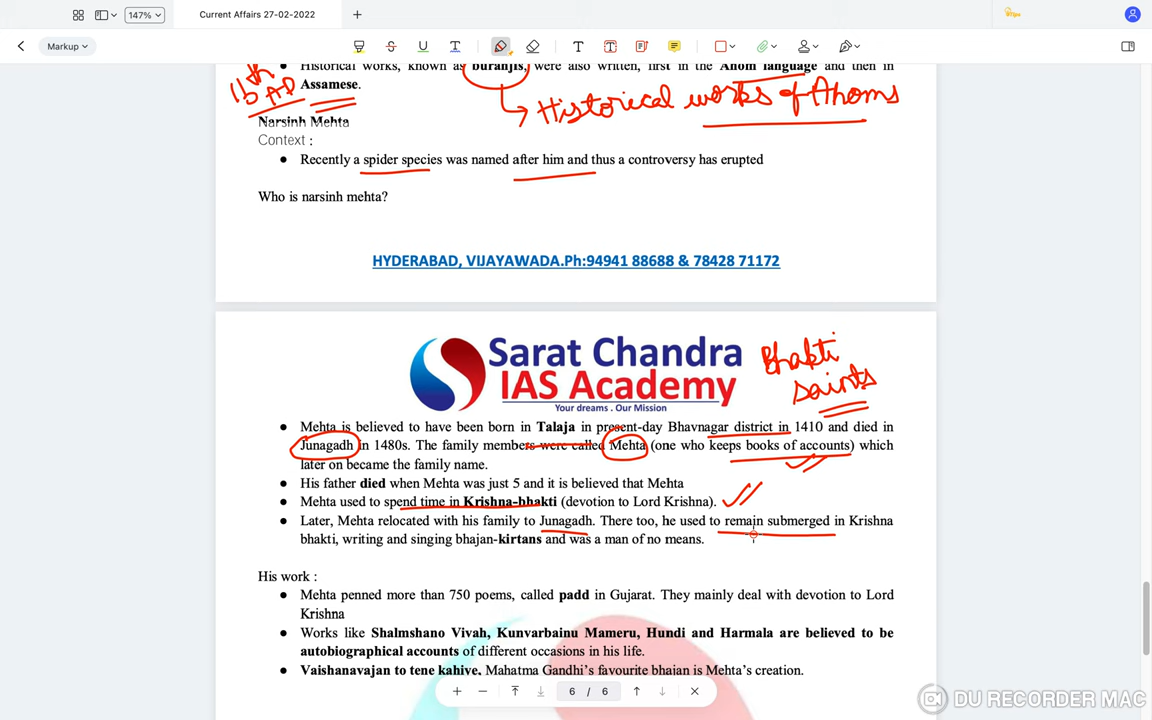 147%
Current Affairs 27-02-2022
Markup
Historical works, known as buranjis, were also written, first in the Ahom language and then in
Assamese.
15th AD
Historical works of Ahoms
Narsinh Mehta
Context :
Recently a spider species was named after him and thus a controversy has erupted
Who is narsinh mehta?
HYDERABAD, VIJAYAWADA.Ph:94941 88688 & 78428 71172
Sarat Chandra
IAS Academy
Your dreams . Our Mission
Bhakti
saints
Mehta is believed to have been born in Talaja in present-day Bhavnagar district in 1410 and died in
Junagadh in 1480s. The family members were called Mehta (one who keeps books of accounts) which
later on became the family name.
His father died when Mehta was just 5 and it is believed that Mehta
Mehta used to spend time in Krishna-bhakti (devotion to Lord Krishna).
Later, Mehta relocated with his family to Junagadh. There too, he used to remain submerged in Krishna
bhakti, writing and singing bhajan-kirtans and was a man of no means.
His work :
Mehta penned more than 750 poems, called padd in Gujarat. They mainly deal with devotion to Lord
Krishna
Works like Shalmshano Vivah, Kunvarbainu Mameru, Hundi and Harmala are believed to be
autobiographical accounts of different occasions in his life.
Vaishanavajan to tene kahive, Mahatma Gandhi's favourite bhajan is Mehta's creation.
6 / 6
DU RECORDER MAC